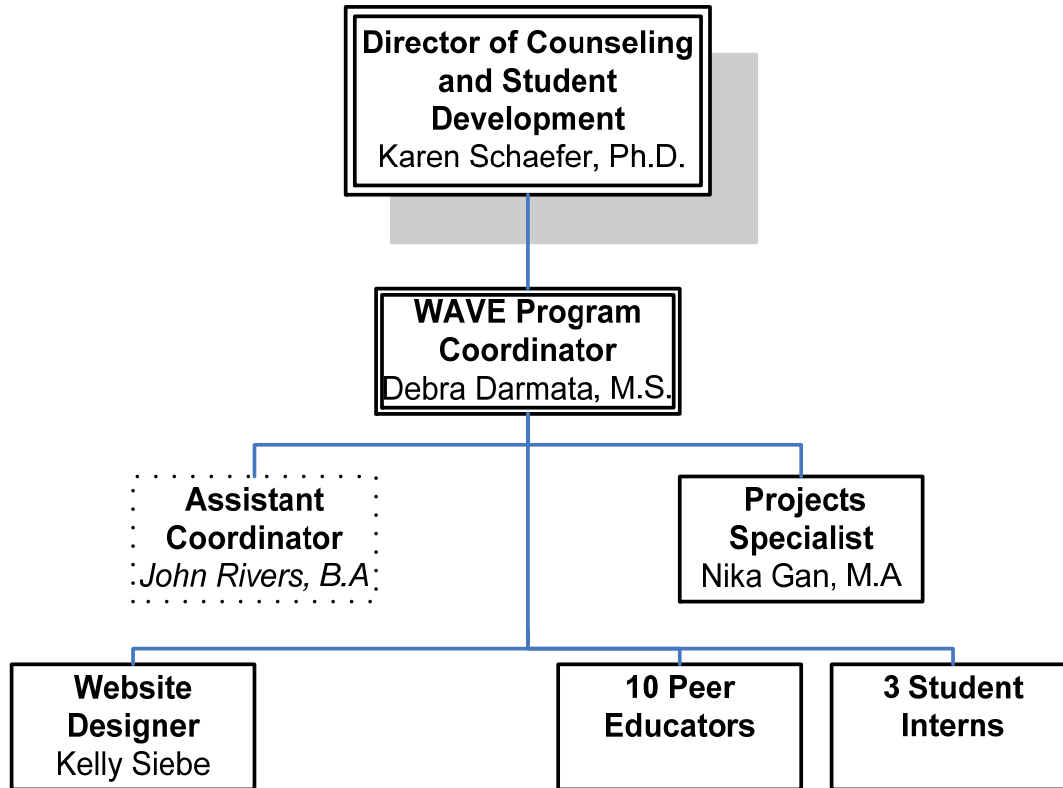 Director of Counseling
and Student
Development
Karen Schaefer, Ph.D.
WAVE Program
Coordinator
Debra Darmata, M.S.
Assistant
Coordinator
John Rivers, B.A
Projects
Specialist
Nika Gan, M.A
Website
Designer
Kelly Siebe
10 Peer
Educators
3 Student
Interns